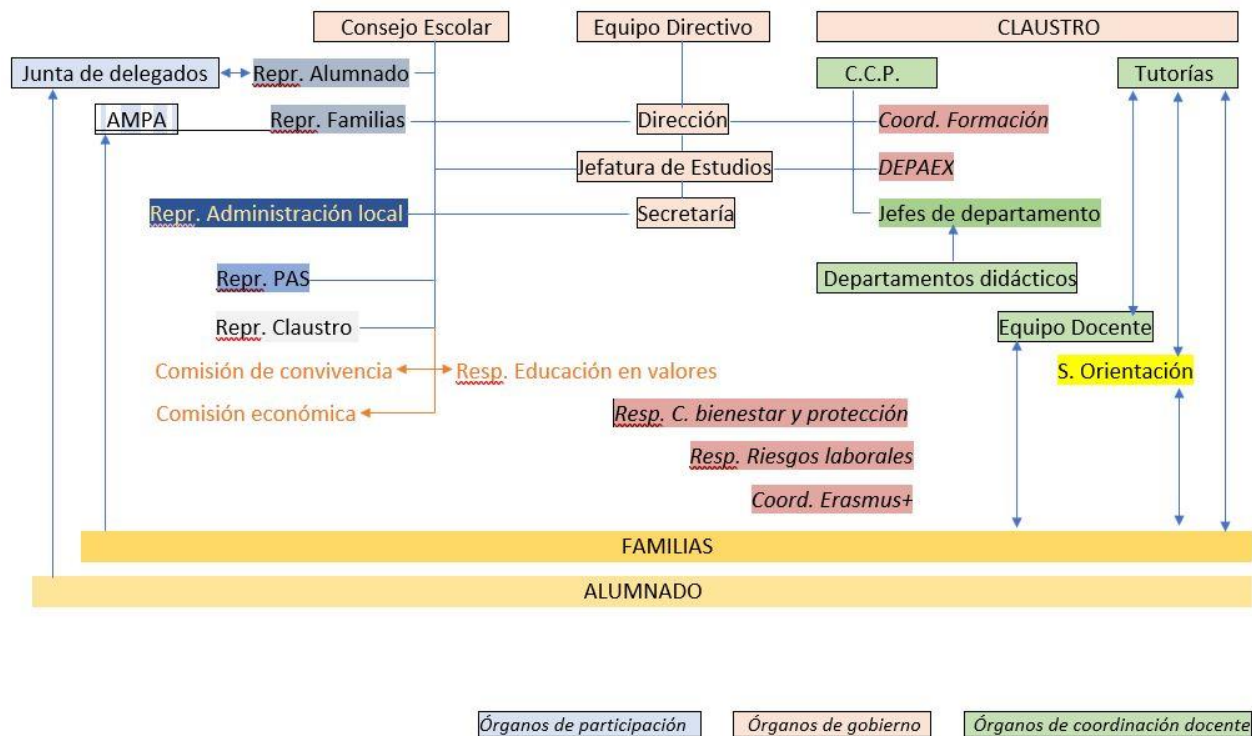 Consejo Escolar
Equipo Directivo
CLAUSTRO
Junta de delegados
Repr. Alumnado
C.C.P.
Tutorías
AMPA
Repr. Familias
Dirección
Coord. Formación
Jefatura de Estudios
DEPAEX
Repr. Administración local
Secretaría
Jefes de departamento
Repr. PAS
Departamentos didácticos
Repr. Claustro
Equipo Docente
Comisión de convivencia
Resp. Educación en valores
S. Orientación
Comisión económica
Resp. C. bienestar y protección
Resp. Riesgos laborales
Coord. Erasmus+
FAMILIAS
ALUMNADO
Órganos de participación
Órganos de gobierno
Órganos de coordinación docente